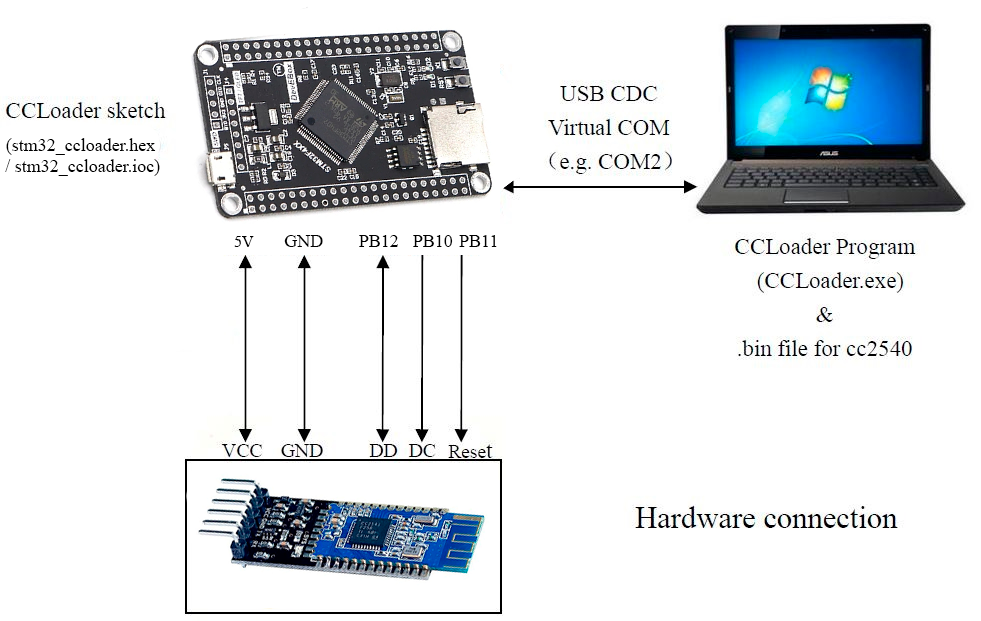 CCLoader sketch
(stm32_ccloader.hex
/ stm32_ccloader.ioc)
STM32F4XX
USB CDC
Virtual COM
（e.g. COM2）
ASUS
5V GND PB12 PB10 PB11
CCLoader Program
(CCLoader.exe)
&
.bin file for cc2540
VCC GND DD DC Reset
Hardware connection